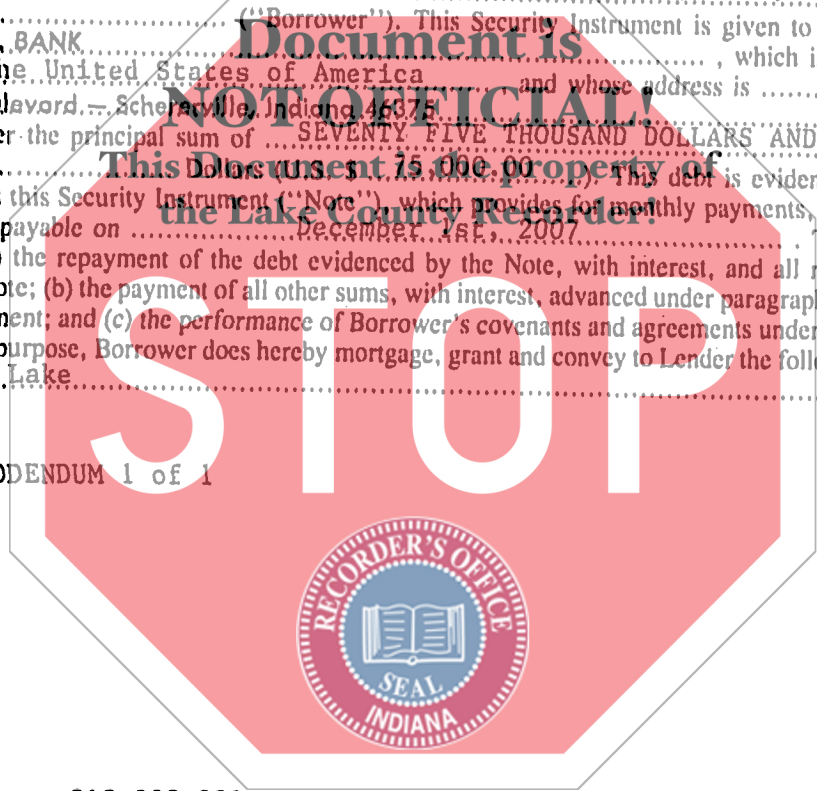 ("Borrower"). This Security Instrument is given to
BANK
Document is
, which i
he United States of America and whose address is
levard. — Schererville, Indiana 46375
NOT OFFICIAL!
er the principal sum of SEVENTY FIVE THOUSAND DOLLARS AND
This Document is the property of
Dollars (U.S. $ 75,000.00 ). This debt is eviden
this Security Instrument ("Note"), which provides for monthly payments,
the Lake County Recorder!
payable on December 1st, 2007
the repayment of the debt evidenced by the Note, with interest, and all
ote; (b) the payment of all other sums, with interest, advanced under paragrap
nent; and (c) the performance of Borrower's covenants and agreements under
purpose, Borrower does hereby mortgage, grant and convey to Lender the foll
Lake
STOP
DDENDUM 1 of 1
RECORDER'S OFFICE
SEAL
INDIANA